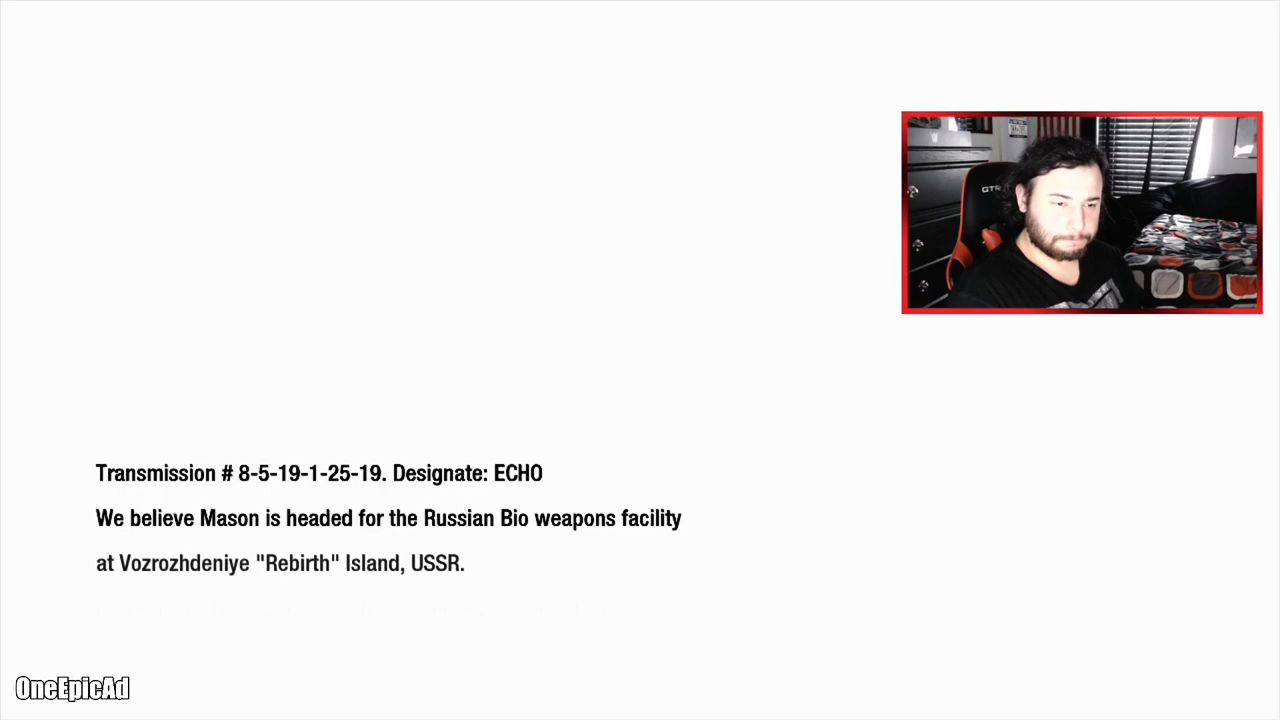 Transmission # 8-5-19-1-25-19. Designate: ECHO
We believe Mason is headed for the Russian Bio weapons facility
at Vozrozhdeniye "Rebirth" Island, USSR.
OneEpicAd